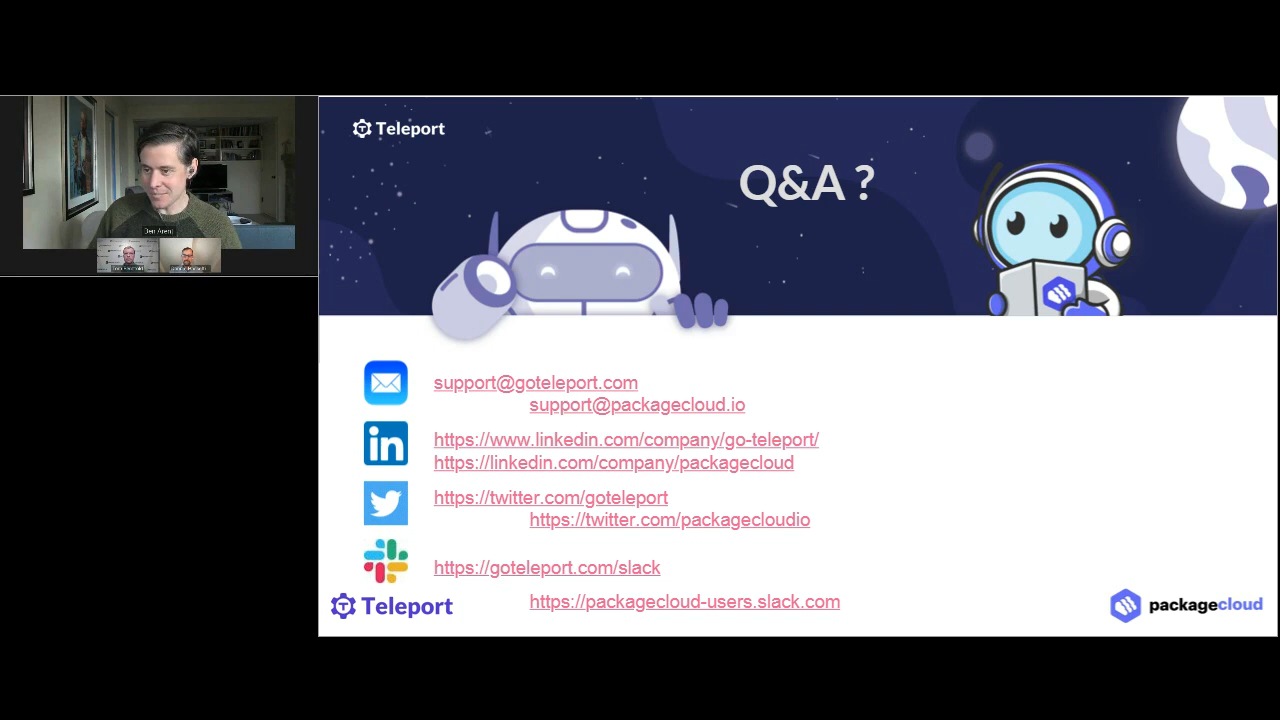 Ben Arent
Teleport
Q&A ?
support@goteleport.com
support@packagecloud.io
https://www.linkedin.com/company/go-teleport/
https://linkedin.com/company/packagecloud
https://twitter.com/goteleport
https://twitter.com/packagecloudio
https://goteleport.com/slack
https://packagecloud-users.slack.com
Teleport
packagecloud